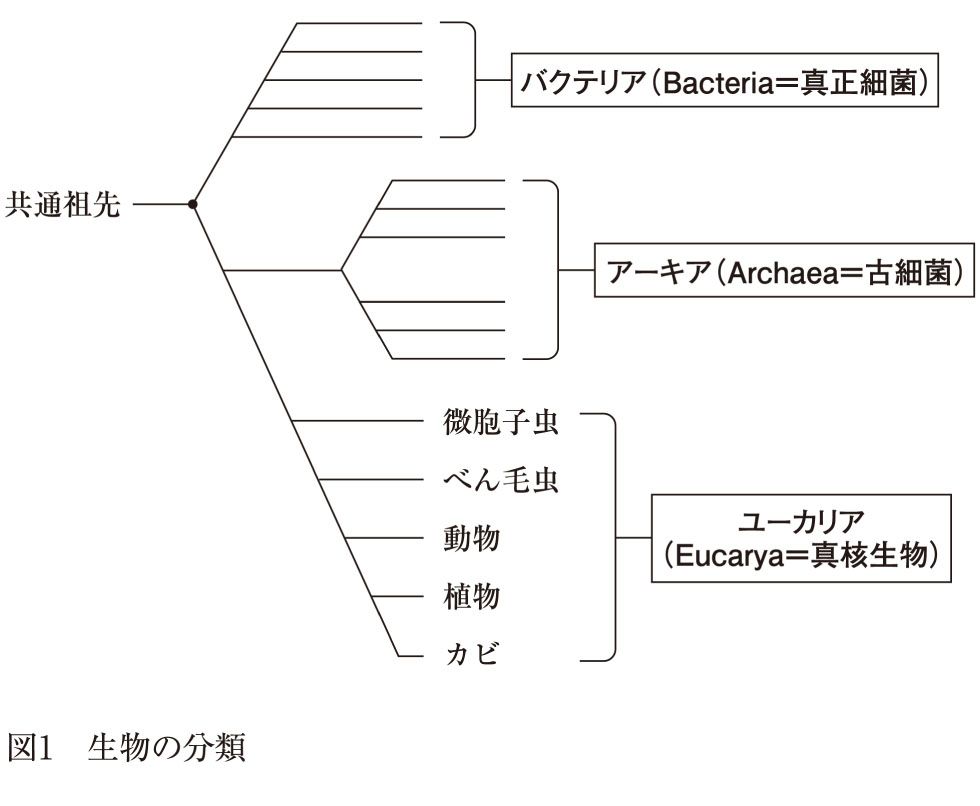 バクテリア（Bacteria＝真正細菌）
共通祖先
アーキア（Archaea＝古細菌）
微胞子虫
べん毛虫
動物
植物
カビ
ユーカリア
（Eucarya＝真核生物）
図1　生物の分類